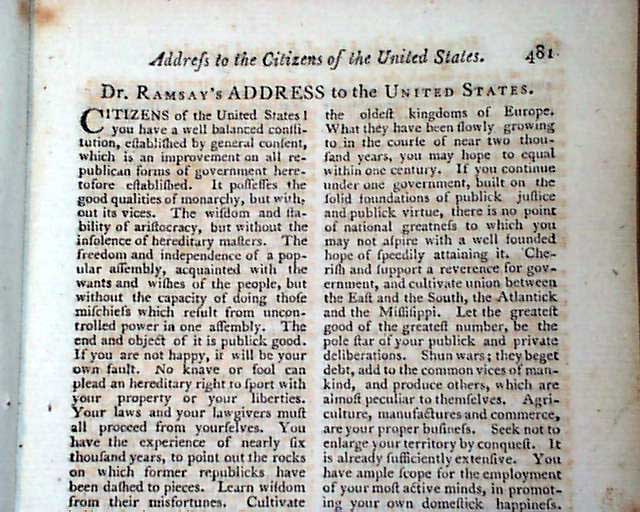 Addreſs to the Citizens of the United States. 481
Dr. RAMSAY'S ADDRESS to the UNITED STATES.
CITIZENS of the United States!
you have a well balanced conſti-
tution, eſtabliſhed by general conſent,
which is an improvement on all re-
publican forms of government here-
tofore eſtabliſhed. It poſſeſſes the
good qualities of monarchy, but with-
out its vices. The wiſdom and ſta-
bility of ariſtocracy, but without the
inſolence of hereditary maſters. The
freedom and independence of a pop-
ular aſſembly, acquainted with the
wants and wiſhes of the people, but
without the capacity of doing thoſe
miſchiefs which reſult from uncon-
trolled power in one aſſembly. The
end and object of it is publick good.
If you are not happy, it will be your
own fault. No knave or fool can
plead an hereditary right to ſport with
your property or your liberties.
Your laws and your lawgivers muſt
all proceed from yourſelves. You
have the experience of nearly ſix
thouſand years, to point out the rocks
on which former republicks have
been daſhed to pieces. Learn wiſdom
from their misfortunes. Cultivate
the oldeſt kingdoms of Europe.
What they have been ſlowly growing
to in the courſe of near two thou-
ſand years, you may hope to equal
within one century. If you continue
under one government, built on the
ſolid foundations of publick juſtice
and publick virtue, there is no point
of national greatneſs to which you
may not aſpire with a well founded
hope of ſpeedily attaining it. Che-
riſh and ſupport a reverence for gov-
ernment, and cultivate union between
the Eaſt and the South, the Atlantick
and the Miſſiſippi. Let the greateſt
good of the greateſt number, be the
pole ſtar of your publick and private
deliberations. Shun wars; they beget
debt, add to the common vices of man-
kind, and produce others, which are
almoſt peculiar to themſelves. Agri-
culture, manufactures and commerce,
are your proper buſineſs. Seek not to
enlarge your territory by conqueſt. It
is already ſufficiently extenſive. You
have ample ſcope for the employment
of your moſt active minds, in promot-
ing your own domeſtick happineſs.